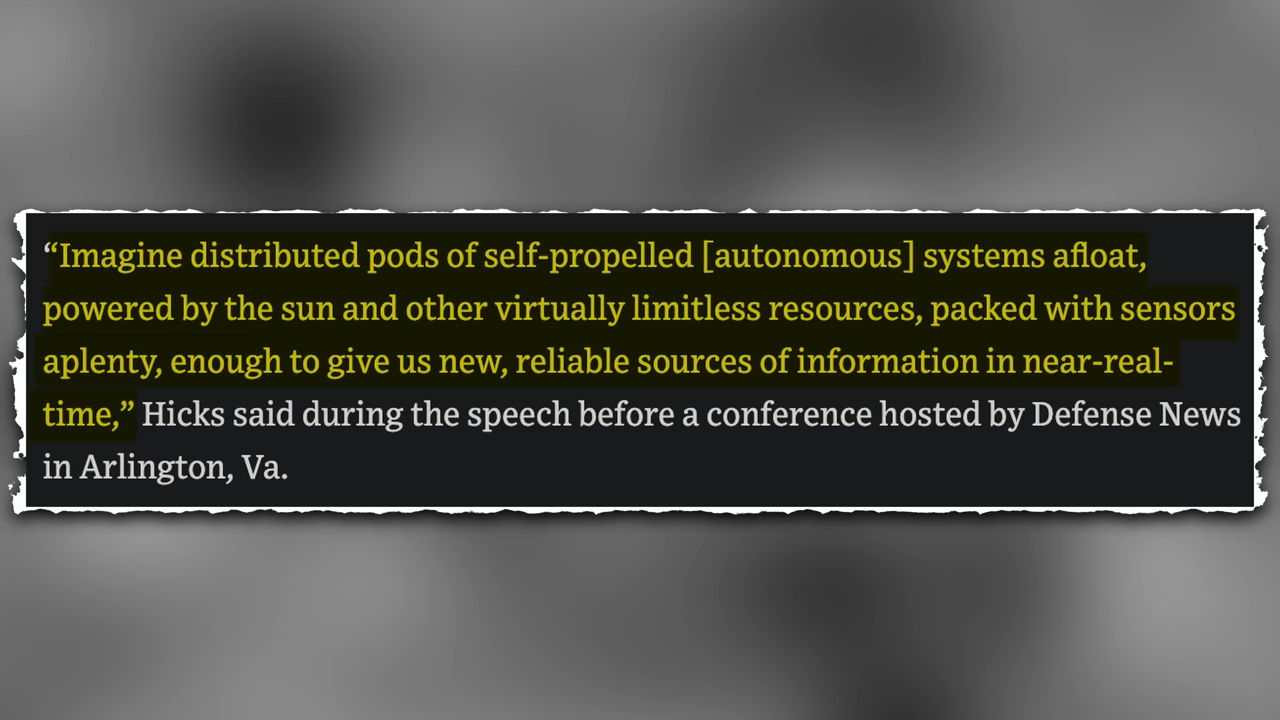 “Imagine distributed pods of self-propelled [autonomous] systems afloat,
powered by the sun and other virtually limitless resources, packed with sensors
aplenty, enough to give us new, reliable sources of information in near-real-
time,” Hicks said during the speech before a conference hosted by Defense News
in Arlington, Va.